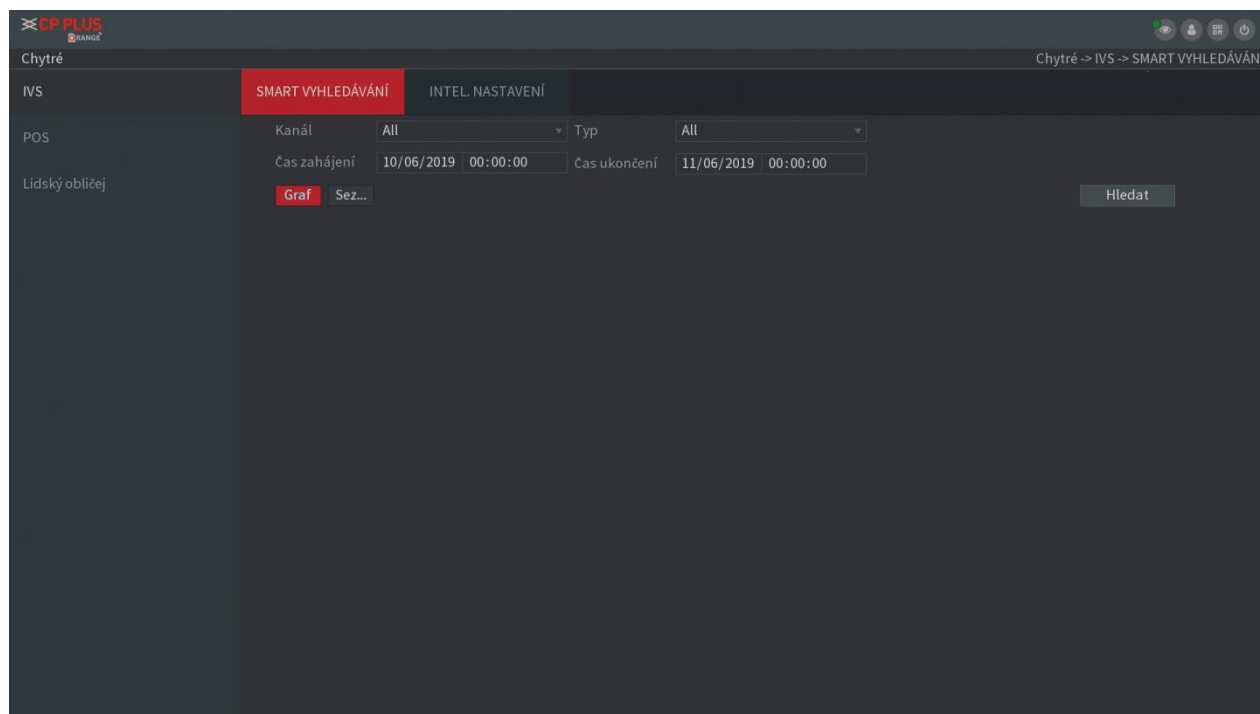 CP PLUS
ORANGE
Chytré
Chytré -> IVS -> SMART VYHLEDÁVÁN
IVS
SMART VYHLEDÁVÁNÍ
INTEL. NASTAVENÍ
POS
Kanál All Typ All
Čas zahájení 10/06/2019 00:00:00 Čas ukončení 11/06/2019 00:00:00
Lidský obličej
Graf Sez... Hledat